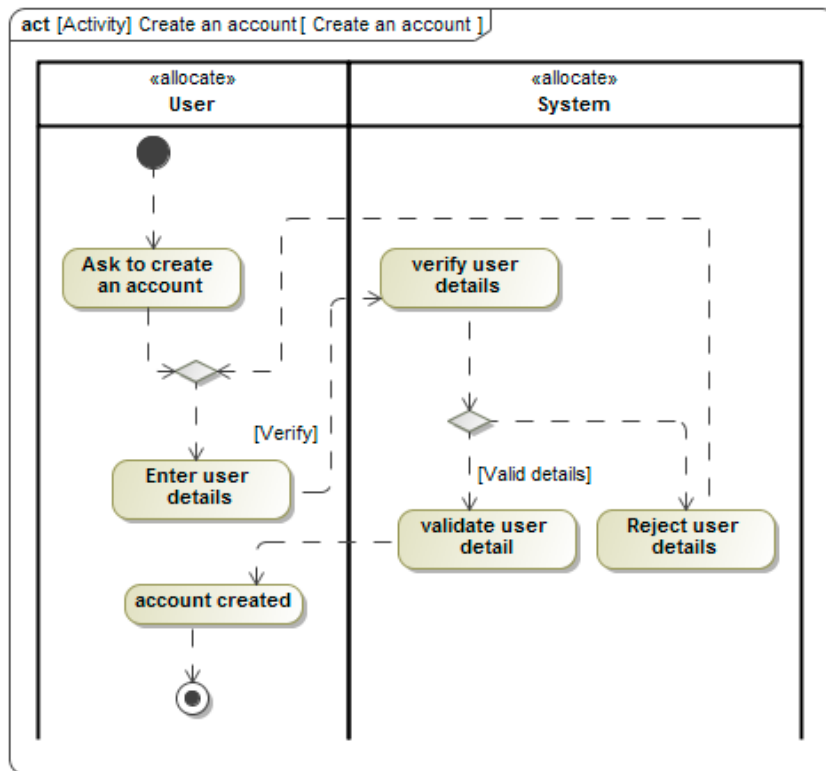 act [Activity] Create an account [ Create an account ]
«allocate»
User
«allocate»
System
Ask to create
an account
verify user
details
[Verify]
Enter user
details
[Valid details]
validate user
detail
Reject user
details
account created